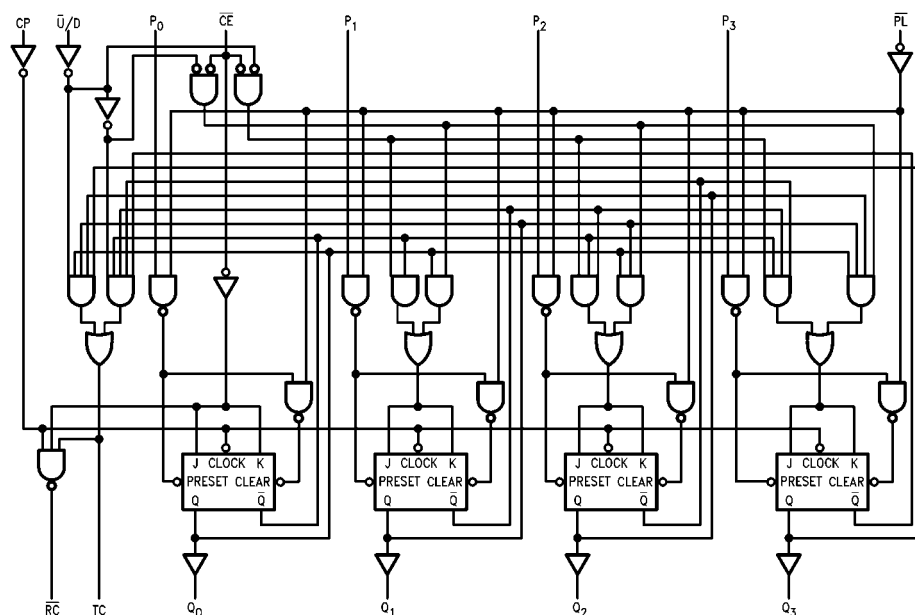 CP U̅/D P₀ C̅E̅ P₁ P₂ P₃ P̅L̅
J CLOCK K J CLOCK K J CLOCK K J CLOCK K
PRESET CLEAR PRESET CLEAR PRESET CLEAR PRESET CLEAR
Q Q̅ Q Q̅ Q Q̅ Q Q̅
R̅C̅ TC Q₀ Q₁ Q₂ Q₃